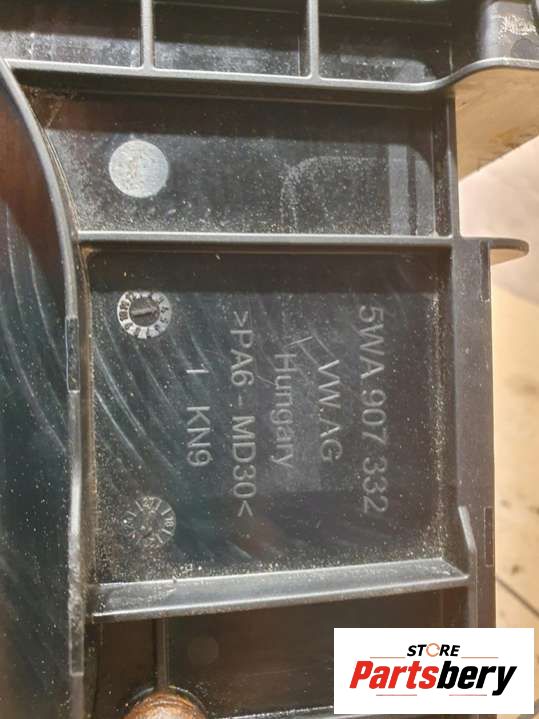 5WA 907 332
VW.AG
Hungary
>PA6 - MD30<
1 KN9
STORE
Partsbery